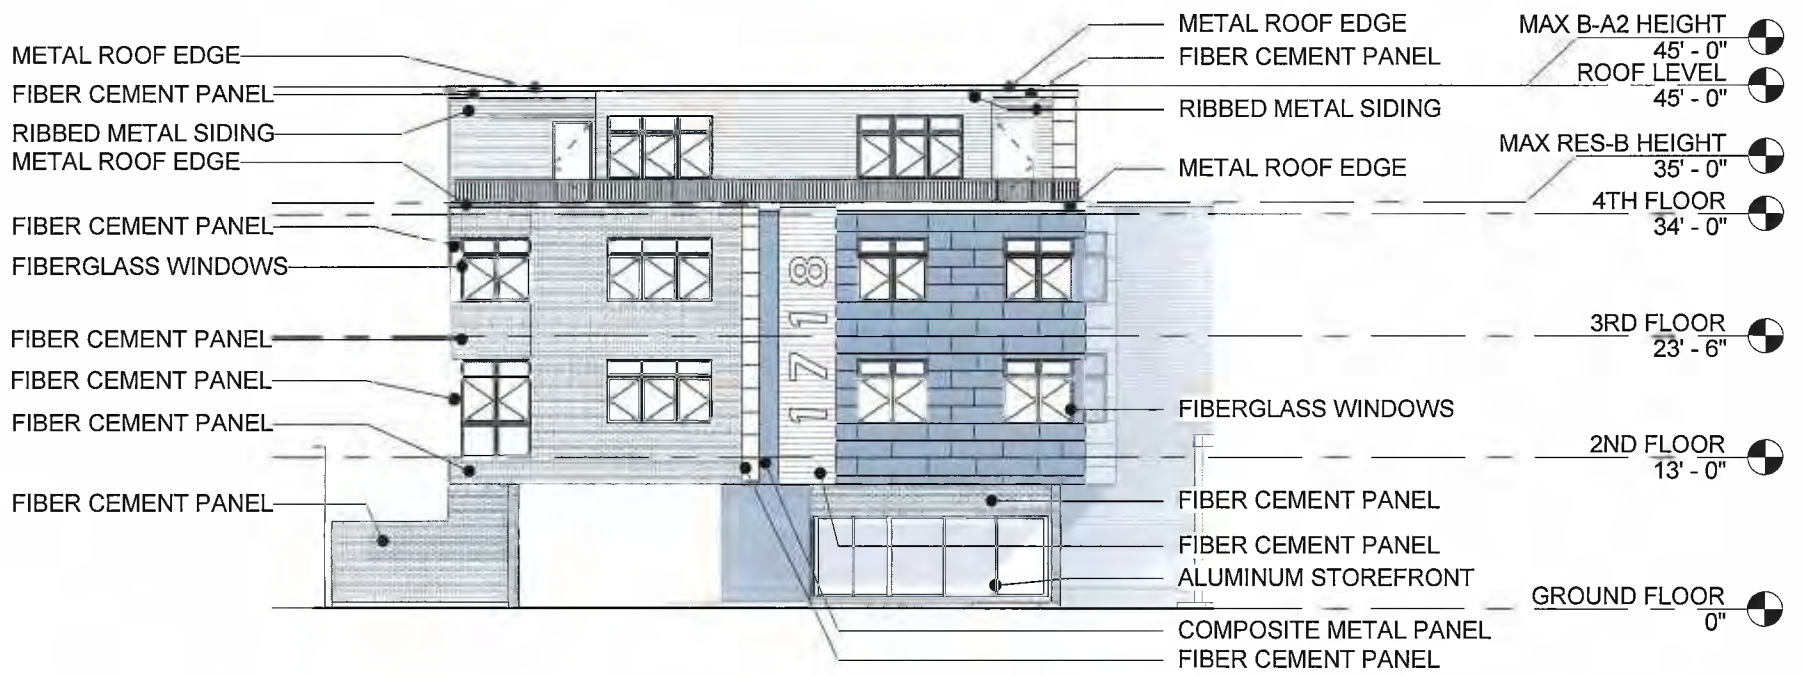 METAL ROOF EDGE
FIBER CEMENT PANEL
RIBBED METAL SIDING
METAL ROOF EDGE
FIBER CEMENT PANEL
FIBERGLASS WINDOWS
FIBER CEMENT PANEL
FIBER CEMENT PANEL
FIBER CEMENT PANEL
FIBER CEMENT PANEL
1718
METAL ROOF EDGE
FIBER CEMENT PANEL
RIBBED METAL SIDING
METAL ROOF EDGE
FIBERGLASS WINDOWS
FIBER CEMENT PANEL
FIBER CEMENT PANEL
ALUMINUM STOREFRONT
COMPOSITE METAL PANEL
FIBER CEMENT PANEL
MAX B-A2 HEIGHT
45' - 0"
ROOF LEVEL
45' - 0"
MAX RES-B HEIGHT
35' - 0"
4TH FLOOR
34' - 0"
3RD FLOOR
23' - 6"
2ND FLOOR
13' - 0"
GROUND FLOOR
0"